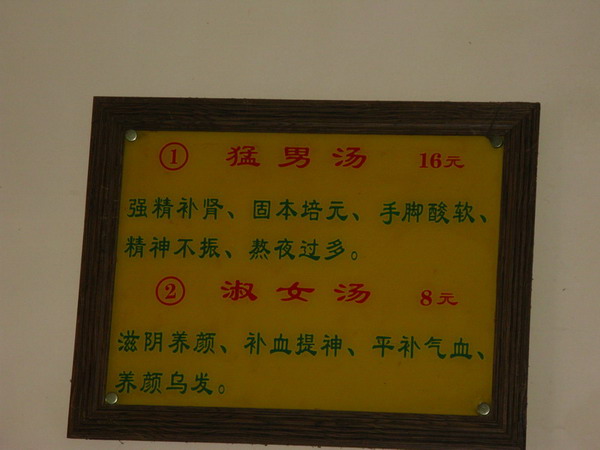 ① 猛男汤 16元
强精补肾、固本培元、手脚酸软、
精神不振、熬夜过多。
② 淑女汤 8元
滋阴养颜、补血提神、平补气血、
养颜乌发。